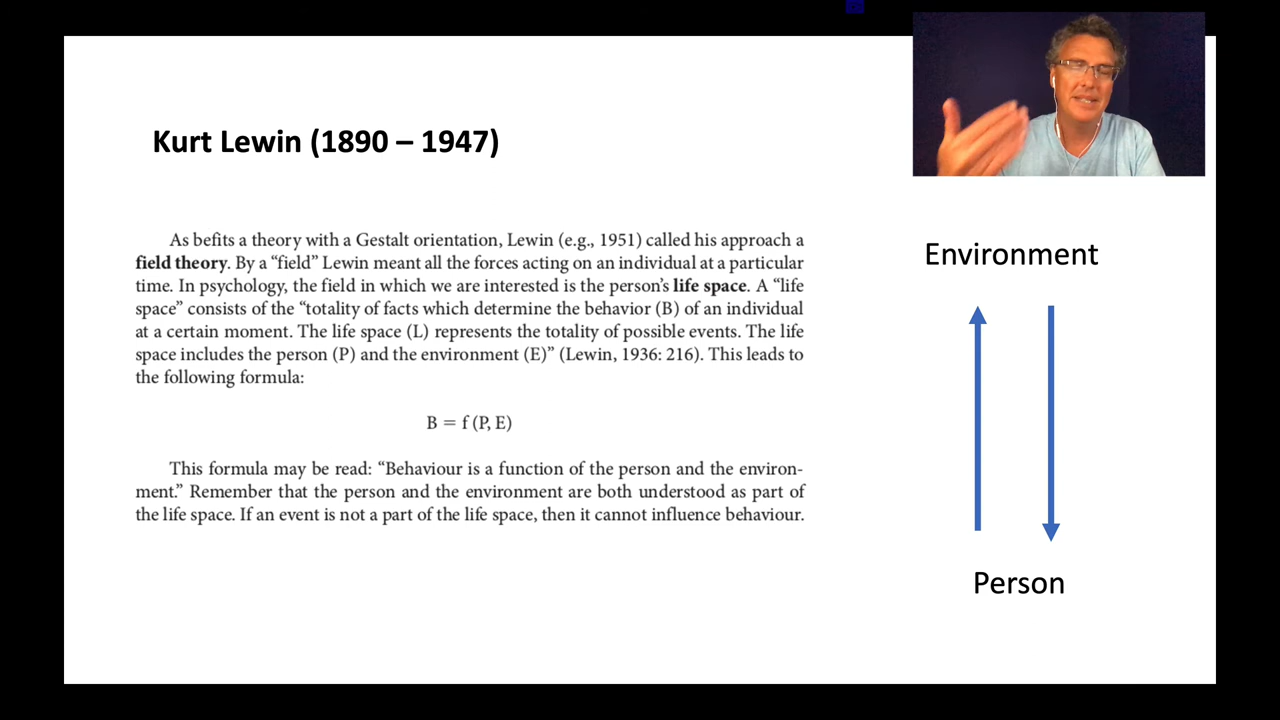 Kurt Lewin (1890 – 1947)
As befits a theory with a Gestalt orientation, Lewin (e.g., 1951) called his approach a
field theory. By a “field” Lewin meant all the forces acting on an individual at a particular
time. In psychology, the field in which we are interested is the person’s life space. A “life
space” consists of the “totality of facts which determine the behavior (B) of an individual
at a certain moment. The life space (L) represents the totality of possible events. The life
space includes the person (P) and the environment (E)” (Lewin, 1936: 216). This leads to
the following formula:
B = f (P, E)
This formula may be read: “Behaviour is a function of the person and the environ-
ment.” Remember that the person and the environment are both understood as part of
the life space. If an event is not a part of the life space, then it cannot influence behaviour.
Environment
Person